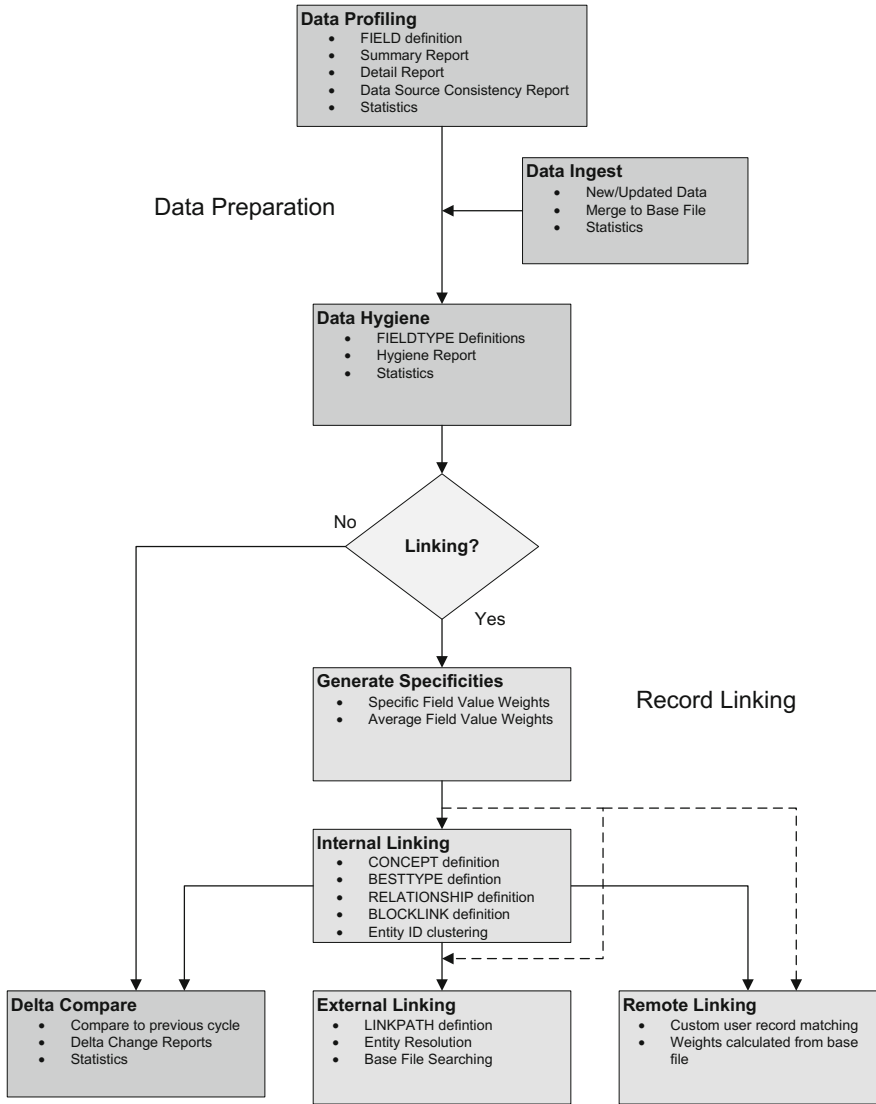 Data Profiling
• FIELD definition
• Summary Report
• Detail Report
• Data Source Consistency Report
• Statistics
Data Ingest
• New/Updated Data
• Merge to Base File
• Statistics
Data Preparation
Data Hygiene
• FIELDTYPE Definitions
• Hygiene Report
• Statistics
No
Linking?
Yes
Generate Specificities
• Specific Field Value Weights
• Average Field Value Weights
Record Linking
Internal Linking
• CONCEPT definition
• BESTTYPE defintion
• RELATIONSHIP definition
• BLOCKLINK definition
• Entity ID clustering
Delta Compare
• Compare to previous cycle
• Delta Change Reports
• Statistics
External Linking
• LINKPATH defintion
• Entity Resolution
• Base File Searching
Remote Linking
• Custom user record matching
• Weights calculated from base
file